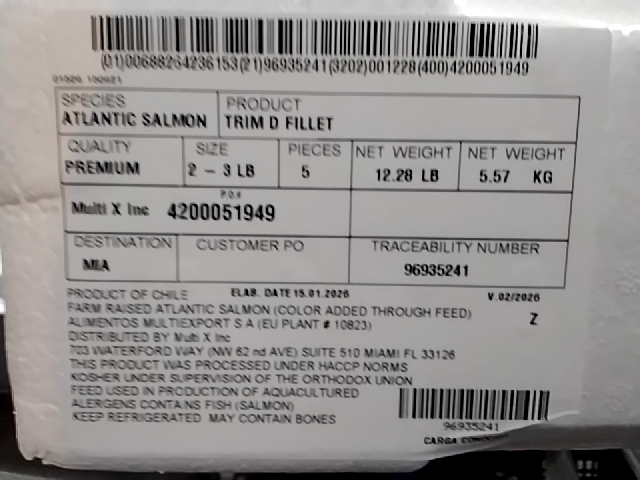 (01)00688264236153(21)96935241(3202)001228(400)4200051949
SPECIES PRODUCT
ATLANTIC SALMON TRIM D FILLET
QUALITY SIZE PIECES NET WEIGHT NET WEIGHT
PREMIUM 2 - 3 LB 5 12.28 LB 5.57 KG
P.O.#
Multi X Inc 4200051949
DESTINATION CUSTOMER PO TRACEABILITY NUMBER
MIA 96935241
PRODUCT OF CHILE ELAB. DATE 15.01.2026 V.02/2026
FARM RAISED ATLANTIC SALMON (COLOR ADDED THROUGH FEED) Z
ALIMENTOS MULTIEXPORT S A (EU PLANT # 10823)
DISTRIBUTED BY Multi X Inc
703 WATERFORD WAY (NW 62 nd AVE) SUITE 510 MIAMI FL 33126
THIS PRODUCT WAS PROCESSED UNDER HACCP NORMS
KOSHER UNDER SUPERVISION OF THE ORTHODOX UNION
FEED USED IN PRODUCTION OF AQUACULTURED
ALERGENS CONTAINS FISH (SALMON)
KEEP REFRIGERATED MAY CONTAIN BONES
96935241
CARGA